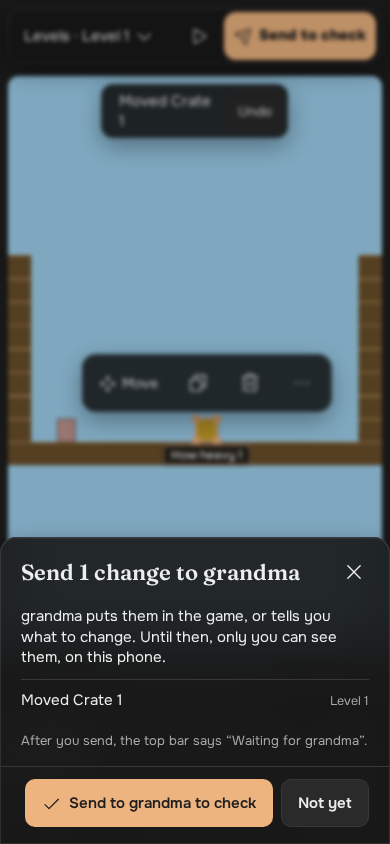 Levels · Level 1
Send to check
Moved Crate
1
Undo
Move
How heavy 1
Send 1 change to grandma
grandma puts them in the game, or tells you
what to change. Until then, only you can see
them, on this phone.
Moved Crate 1
Level 1
After you send, the top bar says “Waiting for grandma”.
Send to grandma to check
Not yet